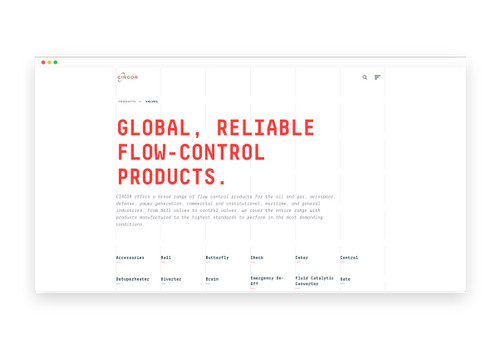 CIRCOR
PRODUCTS — VALVES
GLOBAL, RELIABLE
FLOW-CONTROL
PRODUCTS.
CIRCOR offers a broad range of flow control products for the oil and gas, aerospace,
defense, power generation, commercial and institutional, maritime, and general
industries. From ball valves to control valves, we cover the entire range with
products manufactured to the highest standards to perform in the most demanding
conditions.
Accessories Ball Butterfly Check Coker Control
DeSuperHeater Diverter Drain Emergency Se- Fluid Catalytic Gate
Off Converter